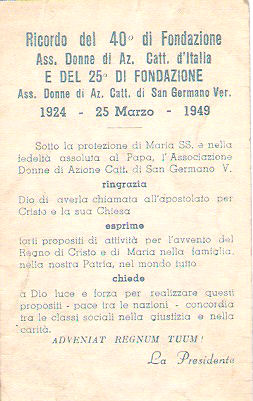 Ricordo del 40° di Fondazione
Ass. Donne di Az. Catt. d'Italia
E DEL 25° DI FONDAZIONE
Ass. Donne di Az. Catt. di San Germano Ver.
1924 - 25 Marzo - 1949
Sotto la protezione di Maria SS. e nella
fedeltà assoluta al Papa, l'Associazione
Donne di Azione Catt. di San Germano V.
ringrazia
Dio di averla chiamata all'apostolato per
Cristo e la sua Chiesa
esprime
forti propositi di attività per l'avvento del
Regno di Cristo e di Maria nella famiglia,
nella nostra Patria, nel mondo tutto
chiede
a Dio luce e forza per realizzare questi
propositi - pace tra le nazioni - concordia
tra le classi sociali nella giustizia e nella
carità.
ADVENIAT REGNUM TUUM!
La Presidente